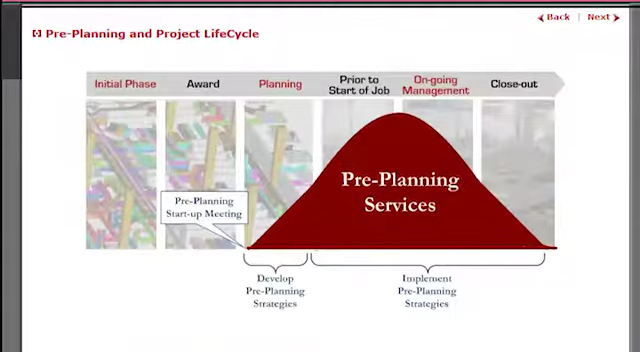 Back | Next
Pre-Planning and Project LifeCycle
Initial Phase
Award
Planning
Prior to
Start of Job
On-going
Management
Close-out
Pre-Planning
Services
Pre-Planning
Start-up Meeting
Develop
Pre-Planning
Strategies
Implement
Pre-Planning
Strategies